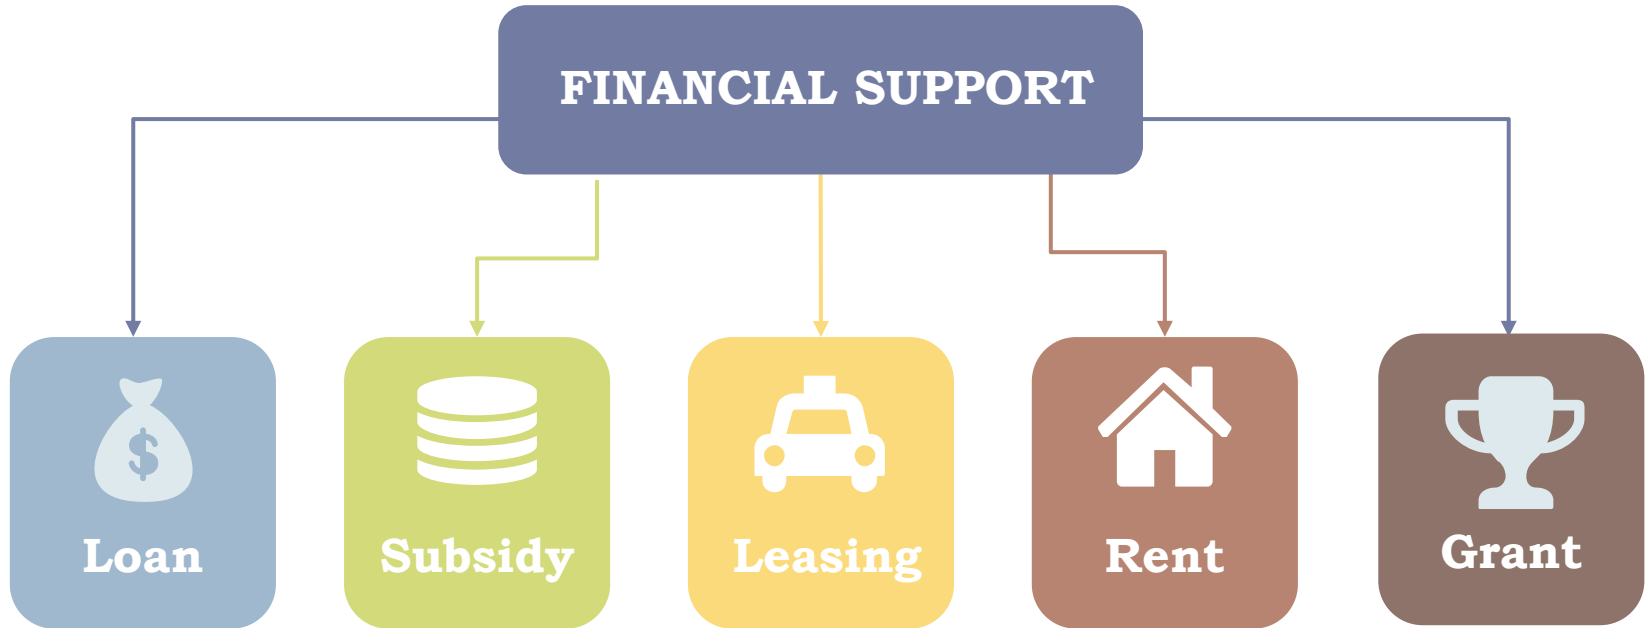 FINANCIAL SUPPORT
$
Loan
Subsidy
Leasing
Rent
Grant